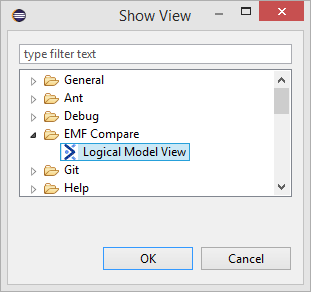 Show View
type filter text
General
Ant
Debug
EMF Compare
Logical Model View
Git
Help
OK
Cancel